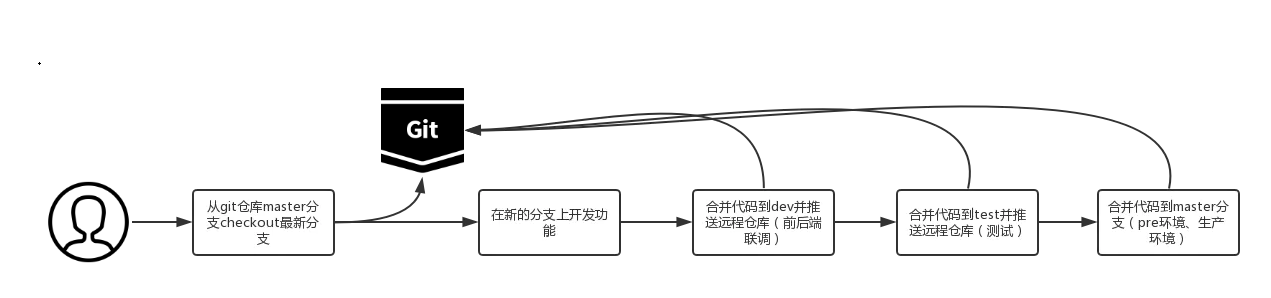 Git
从git仓库master分
支checkout最新分
支
在新的分支上开发功
能
合并代码到dev并推
送远程仓库（前后端
联调）
合并代码到test并推
送远程仓库（测试）
合并代码到master分
支（pre环境、生产
环境）